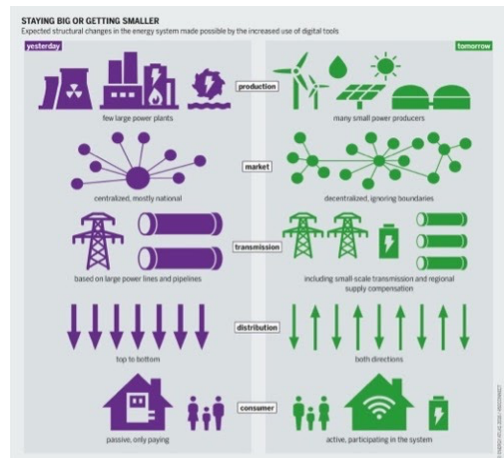 STAYING BIG OR GETTING SMALLER
Expected structural changes in the energy system made possible by the increased use of digital tools
yesterday
tomorrow
production
few large power plants
many small power producers
market
centralized, mostly national
decentralized, ignoring boundaries
transmission
based on large power lines and pipelines
including small-scale transmission and regional
supply compensation
distribution
top to bottom
both directions
consumer
passive, only paying
active, participating in the system